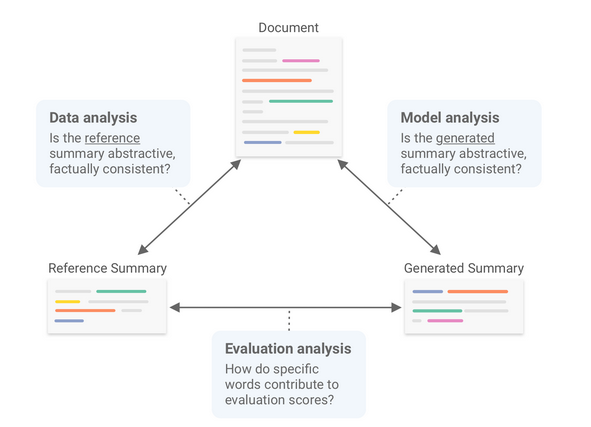 Document
Data analysis
Is the reference
summary abstractive,
factually consistent?
Model analysis
Is the generated
summary abstractive,
factually consistent?
Reference Summary
Generated Summary
Evaluation analysis
How do specific
words contribute to
evaluation scores?